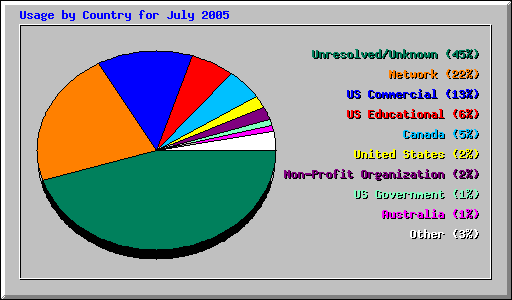 Usage by Country for July 2005
Unresolved/Unknown (45%)
Network (22%)
US Commercial (13%)
US Educational (6%)
Canada (5%)
United States (2%)
Non-Profit Organization (2%)
US Government (1%)
Australia (1%)
Other (3%)